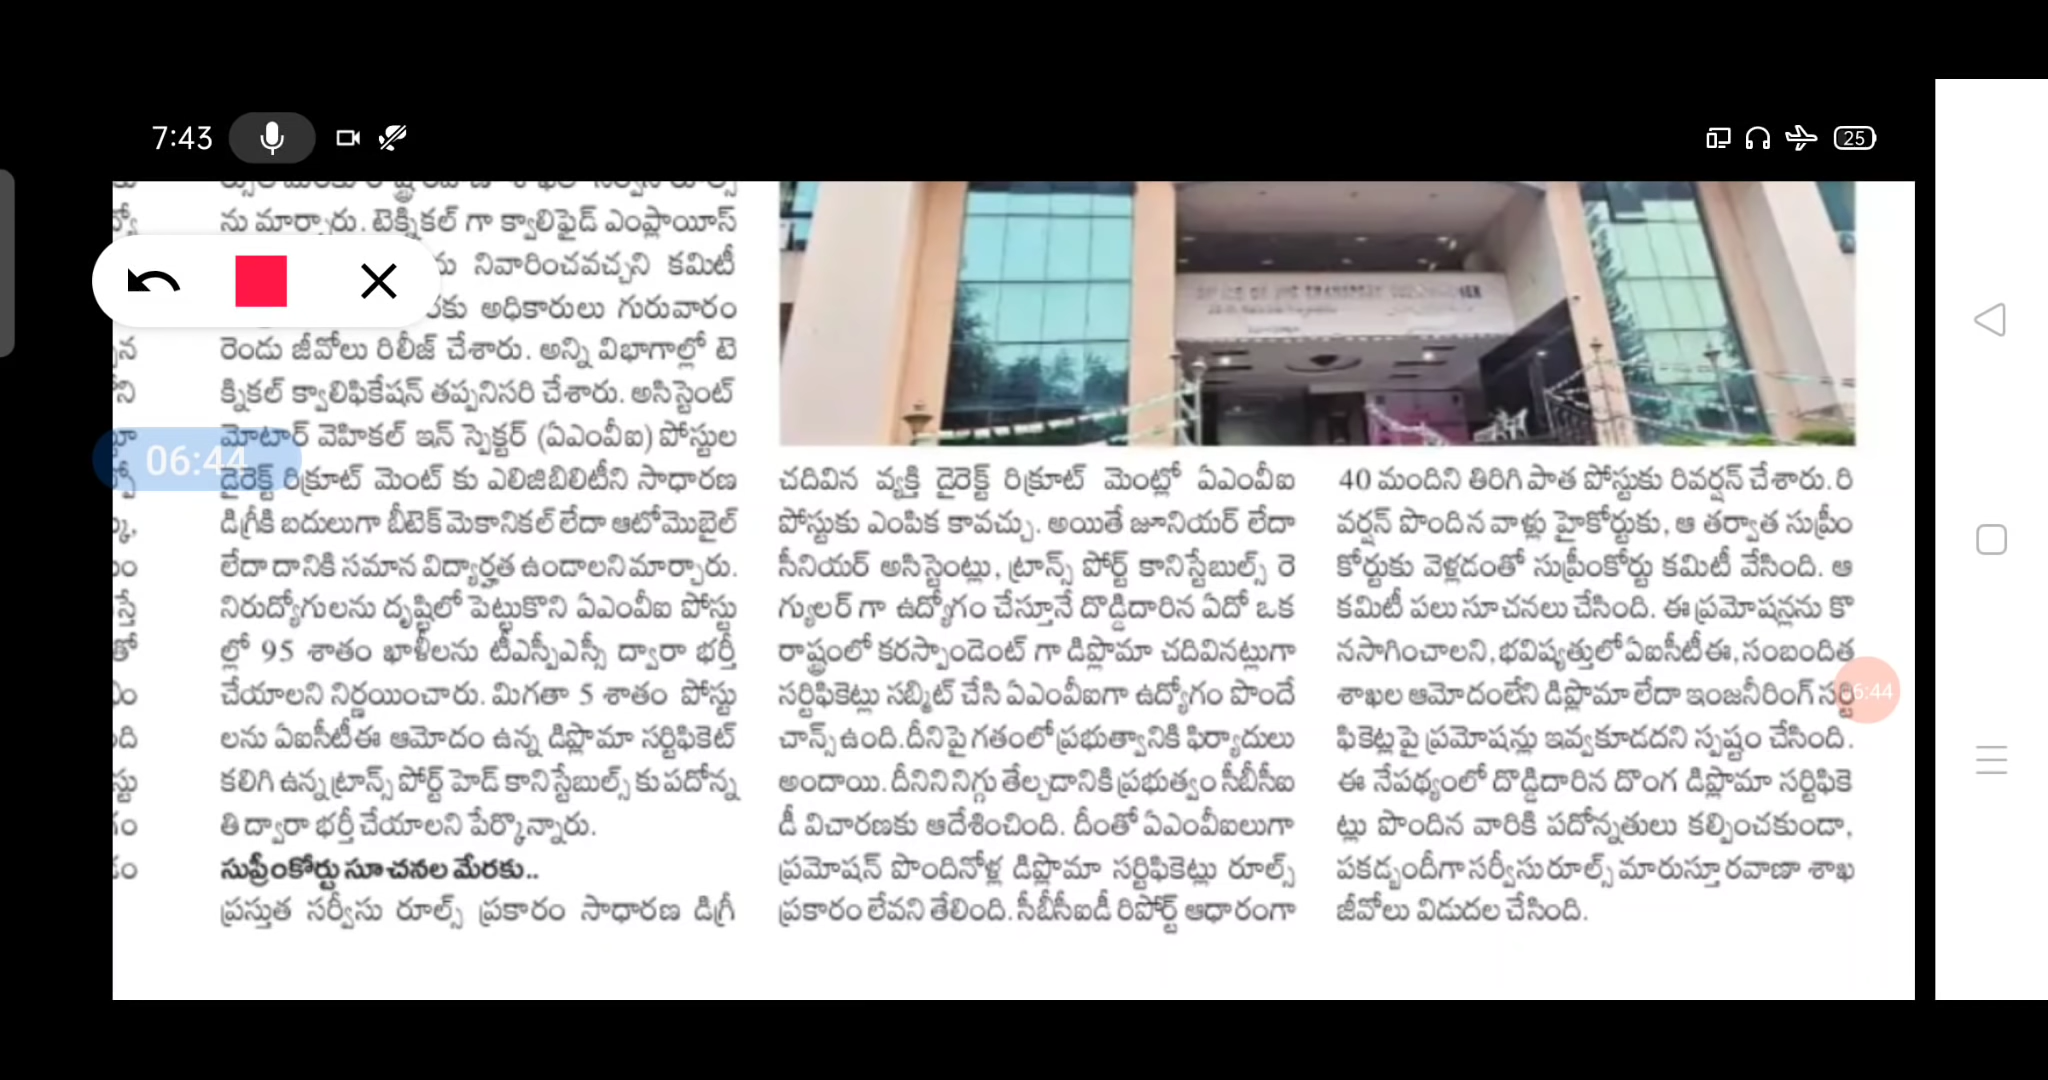 7:43
25
ను మార్చారు. టెక్నికల్ గా క్వాలిఫైడ్ ఎంప్లాయీస్
ను నివారించవచ్చని కమిటీ
అధికారులు గురువారం
రెండు జీవోలు రిలీజ్ చేశారు. అన్ని విభాగాల్లో టె
క్నికల్ క్వాలిఫికేషన్ తప్పనిసరి చేశారు. అసిస్టెంట్
మోటార్ వెహికల్ ఇన్ స్పెక్టర్ (ఏఎంవీఐ) పోస్టుల
06:44
డైరెక్ట్ రిక్రూట్ మెంట్ కు ఎలిజిబిలిటీని సాధారణ
డిగ్రీకి బదులుగా బీటెక్ మెకానికల్ లేదా ఆటోమొబైల్
లేదా దానికి సమాన విద్యార్హత ఉండాలని మార్చారు.
నిరుద్యోగులను దృష్టిలో పెట్టుకొని ఏఎంవీఐ పోస్టు
ల్లో 95 శాతం ఖాళీలను టీఎస్పీఎస్సీ ద్వారా భర్తీ
చేయాలని నిర్ణయించారు. మిగతా 5 శాతం పోస్టు
లను ఏఐసీటీఈ ఆమోదం ఉన్న డిప్లొమా సర్టిఫికెట్
కలిగి ఉన్న ట్రాన్స్ పోర్ట్ హెడ్ కానిస్టేబుల్స్ కు పదోన్న
తి ద్వారా భర్తీ చేయాలని పేర్కొన్నారు.
సుప్రీంకోర్టు సూచనల మేరకు..
ప్రస్తుత సర్వీసు రూల్స్ ప్రకారం సాధారణ డిగ్రీ
చదివిన వ్యక్తి డైరెక్ట్ రిక్రూట్ మెంట్లో ఏఎంవీఐ
పోస్టుకు ఎంపిక కావచ్చు. అయితే జూనియర్ లేదా
సీనియర్ అసిస్టెంట్లు, ట్రాన్స్ పోర్ట్ కానిస్టేబుల్స్ రె
గ్యులర్ గా ఉద్యోగం చేస్తూనే దొడ్డిదారిన ఏదో ఒక
రాష్ట్రంలో కరస్పాండెంట్ గా డిప్లొమా చదివినట్లుగా
సర్టిఫికెట్లు సబ్మిట్ చేసి ఏఎంవీఐగా ఉద్యోగం పొందే
చాన్స్ ఉంది.దీనిపై గతంలో ప్రభుత్వానికి ఫిర్యాదులు
అందాయి. దీనిని నిగ్గు తేల్చడానికి ప్రభుత్వం సీబీసీఐ
డీ విచారణకు ఆదేశించింది. దీంతో ఏఎంవీఐలుగా
ప్రమోషన్ పొందినోళ్ల డిప్లొమా సర్టిఫికెట్లు రూల్స్
ప్రకారం లేవని తేలింది. సీబీసీఐడీ రిపోర్ట్ ఆధారంగా
40 మందిని తిరిగి పాత పోస్టుకు రివర్షన్ చేశారు. రి
వర్షన్ పొందిన వాళ్లు హైకోర్టుకు, ఆ తర్వాత సుప్రీం
కోర్టుకు వెళ్లడంతో సుప్రీంకోర్టు కమిటీ వేసింది. ఆ
కమిటీ పలు సూచనలు చేసింది. ఈ ప్రమోషన్లను కొ
నసాగించాలని, భవిష్యత్తులో ఏఐసీటీఈ, సంబందిత
శాఖల ఆమోదంలేని డిప్లొమా లేదా ఇంజనీరింగ్ సర్టి
ఫికెట్లపై ప్రమోషన్లు ఇవ్వకూడదని స్పష్టం చేసింది.
ఈ నేపథ్యంలో దొడ్డిదారిన దొంగ డిప్లొమా సర్టిఫికె
ట్లు పొందిన వారికి పదోన్నతులు కల్పించకుండా,
పకడ్బందీగా సర్వీసు రూల్స్ మారుస్తూ రవాణా శాఖ
జీవోలు విడుదల చేసింది.